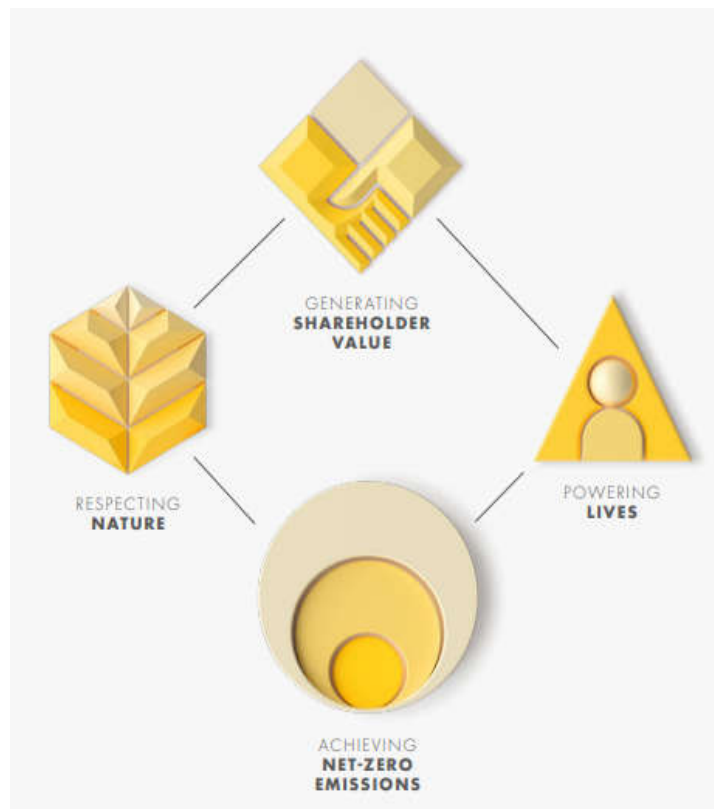 GENERATING
SHAREHOLDER
VALUE
RESPECTING
NATURE
POWERING
LIVES
ACHIEVING
NET-ZERO
EMISSIONS